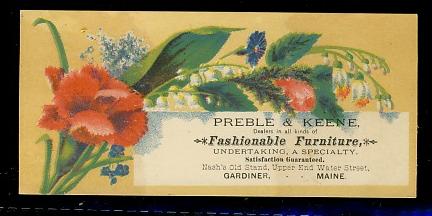 PREBLE & KEENE,
Dealers in all kinds of
Fashionable Furniture,
UNDERTAKING, A SPECIALTY.
Satisfaction Guaranteed.
Nash's Old Stand, Upper End Water Street,
GARDINER, - - MAINE.